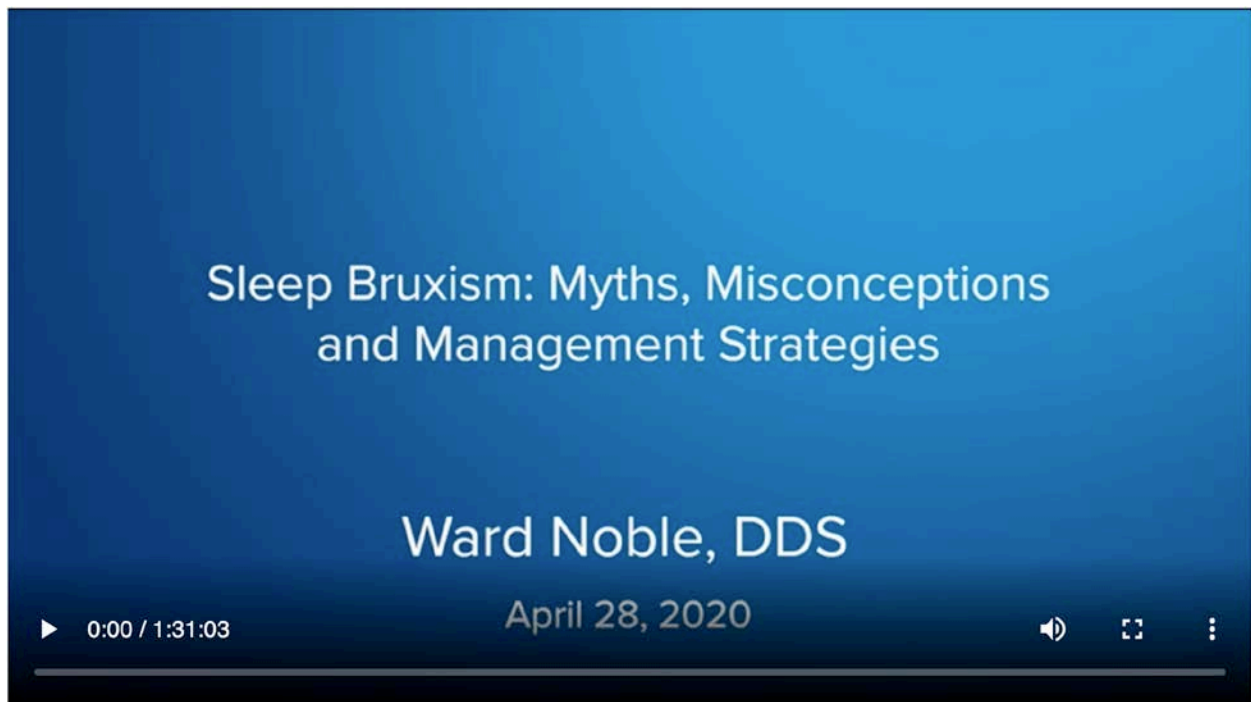 Sleep Bruxism: Myths, Misconceptions
and Management Strategies
Ward Noble, DDS
April 28, 2020
0:00 / 1:31:03